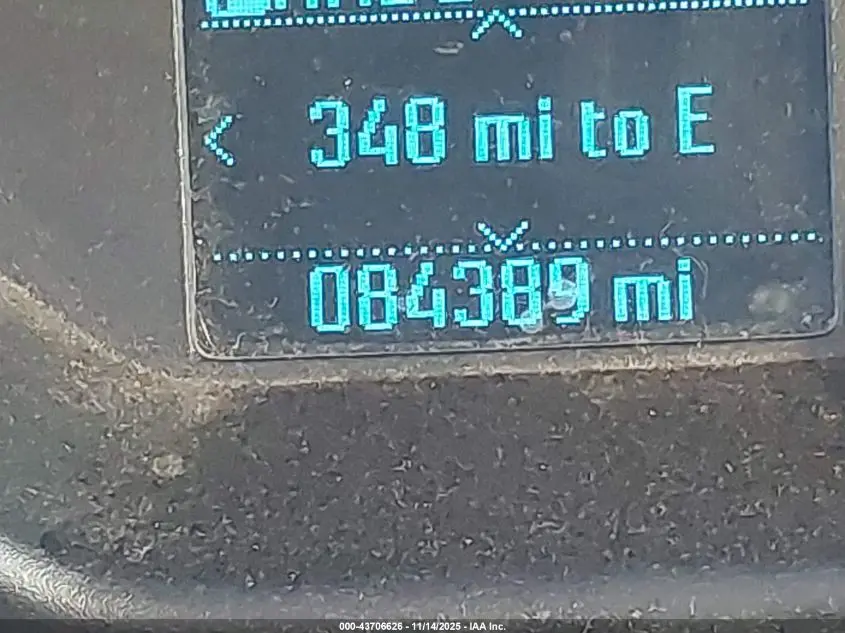 348 mi to E
084389 mi
000-43706626 - 11/14/2025 - IAA Inc.